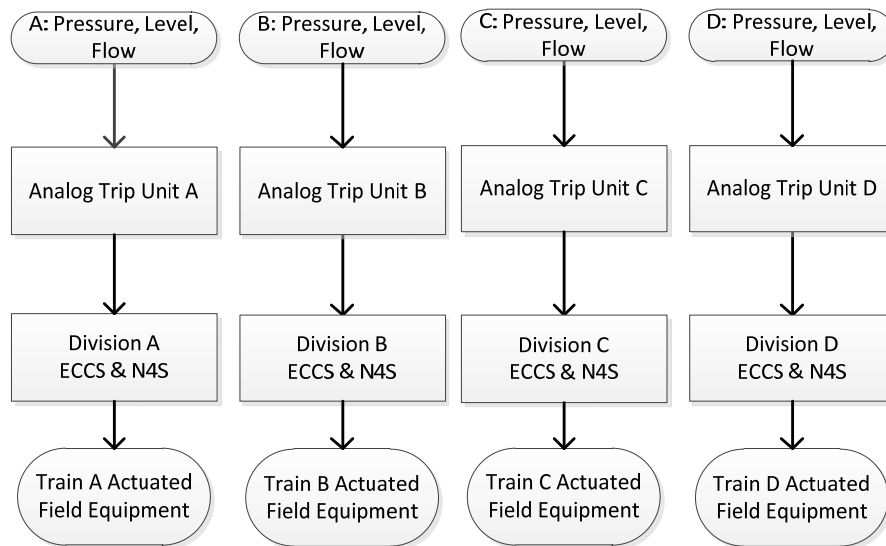 A: Pressure, Level,
Flow
B: Pressure, Level,
Flow
C: Pressure, Level,
Flow
D: Pressure, Level,
Flow
Analog Trip Unit A
Analog Trip Unit B
Analog Trip Unit C
Analog Trip Unit D
Division A
ECCS & N4S
Division B
ECCS & N4S
Division C
ECCS & N4S
Division D
ECCS & N4S
Train A Actuated
Field Equipment
Train B Actuated
Field Equipment
Train C Actuated
Field Equipment
Train D Actuated
Field Equipment